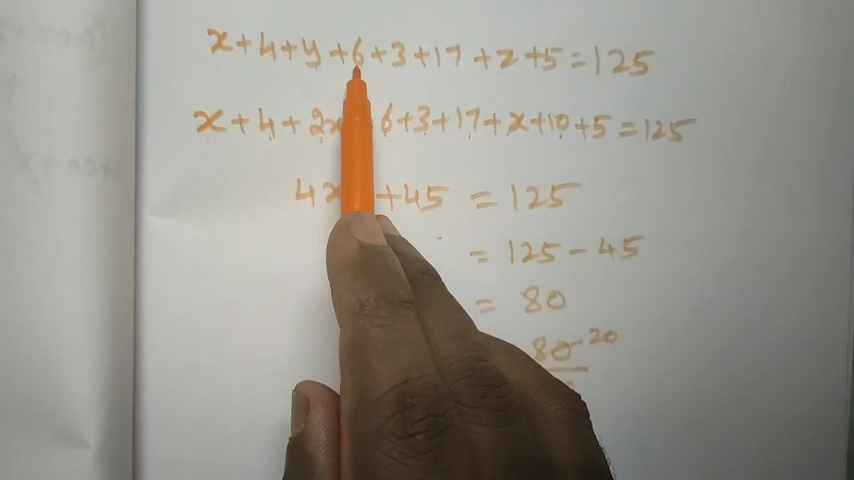 x+4+y+6+3+17+z+5=125
x+4+2x 6+3+17+x+10+5=125
4x +45 = 125
= 125-45
= 80
80 20